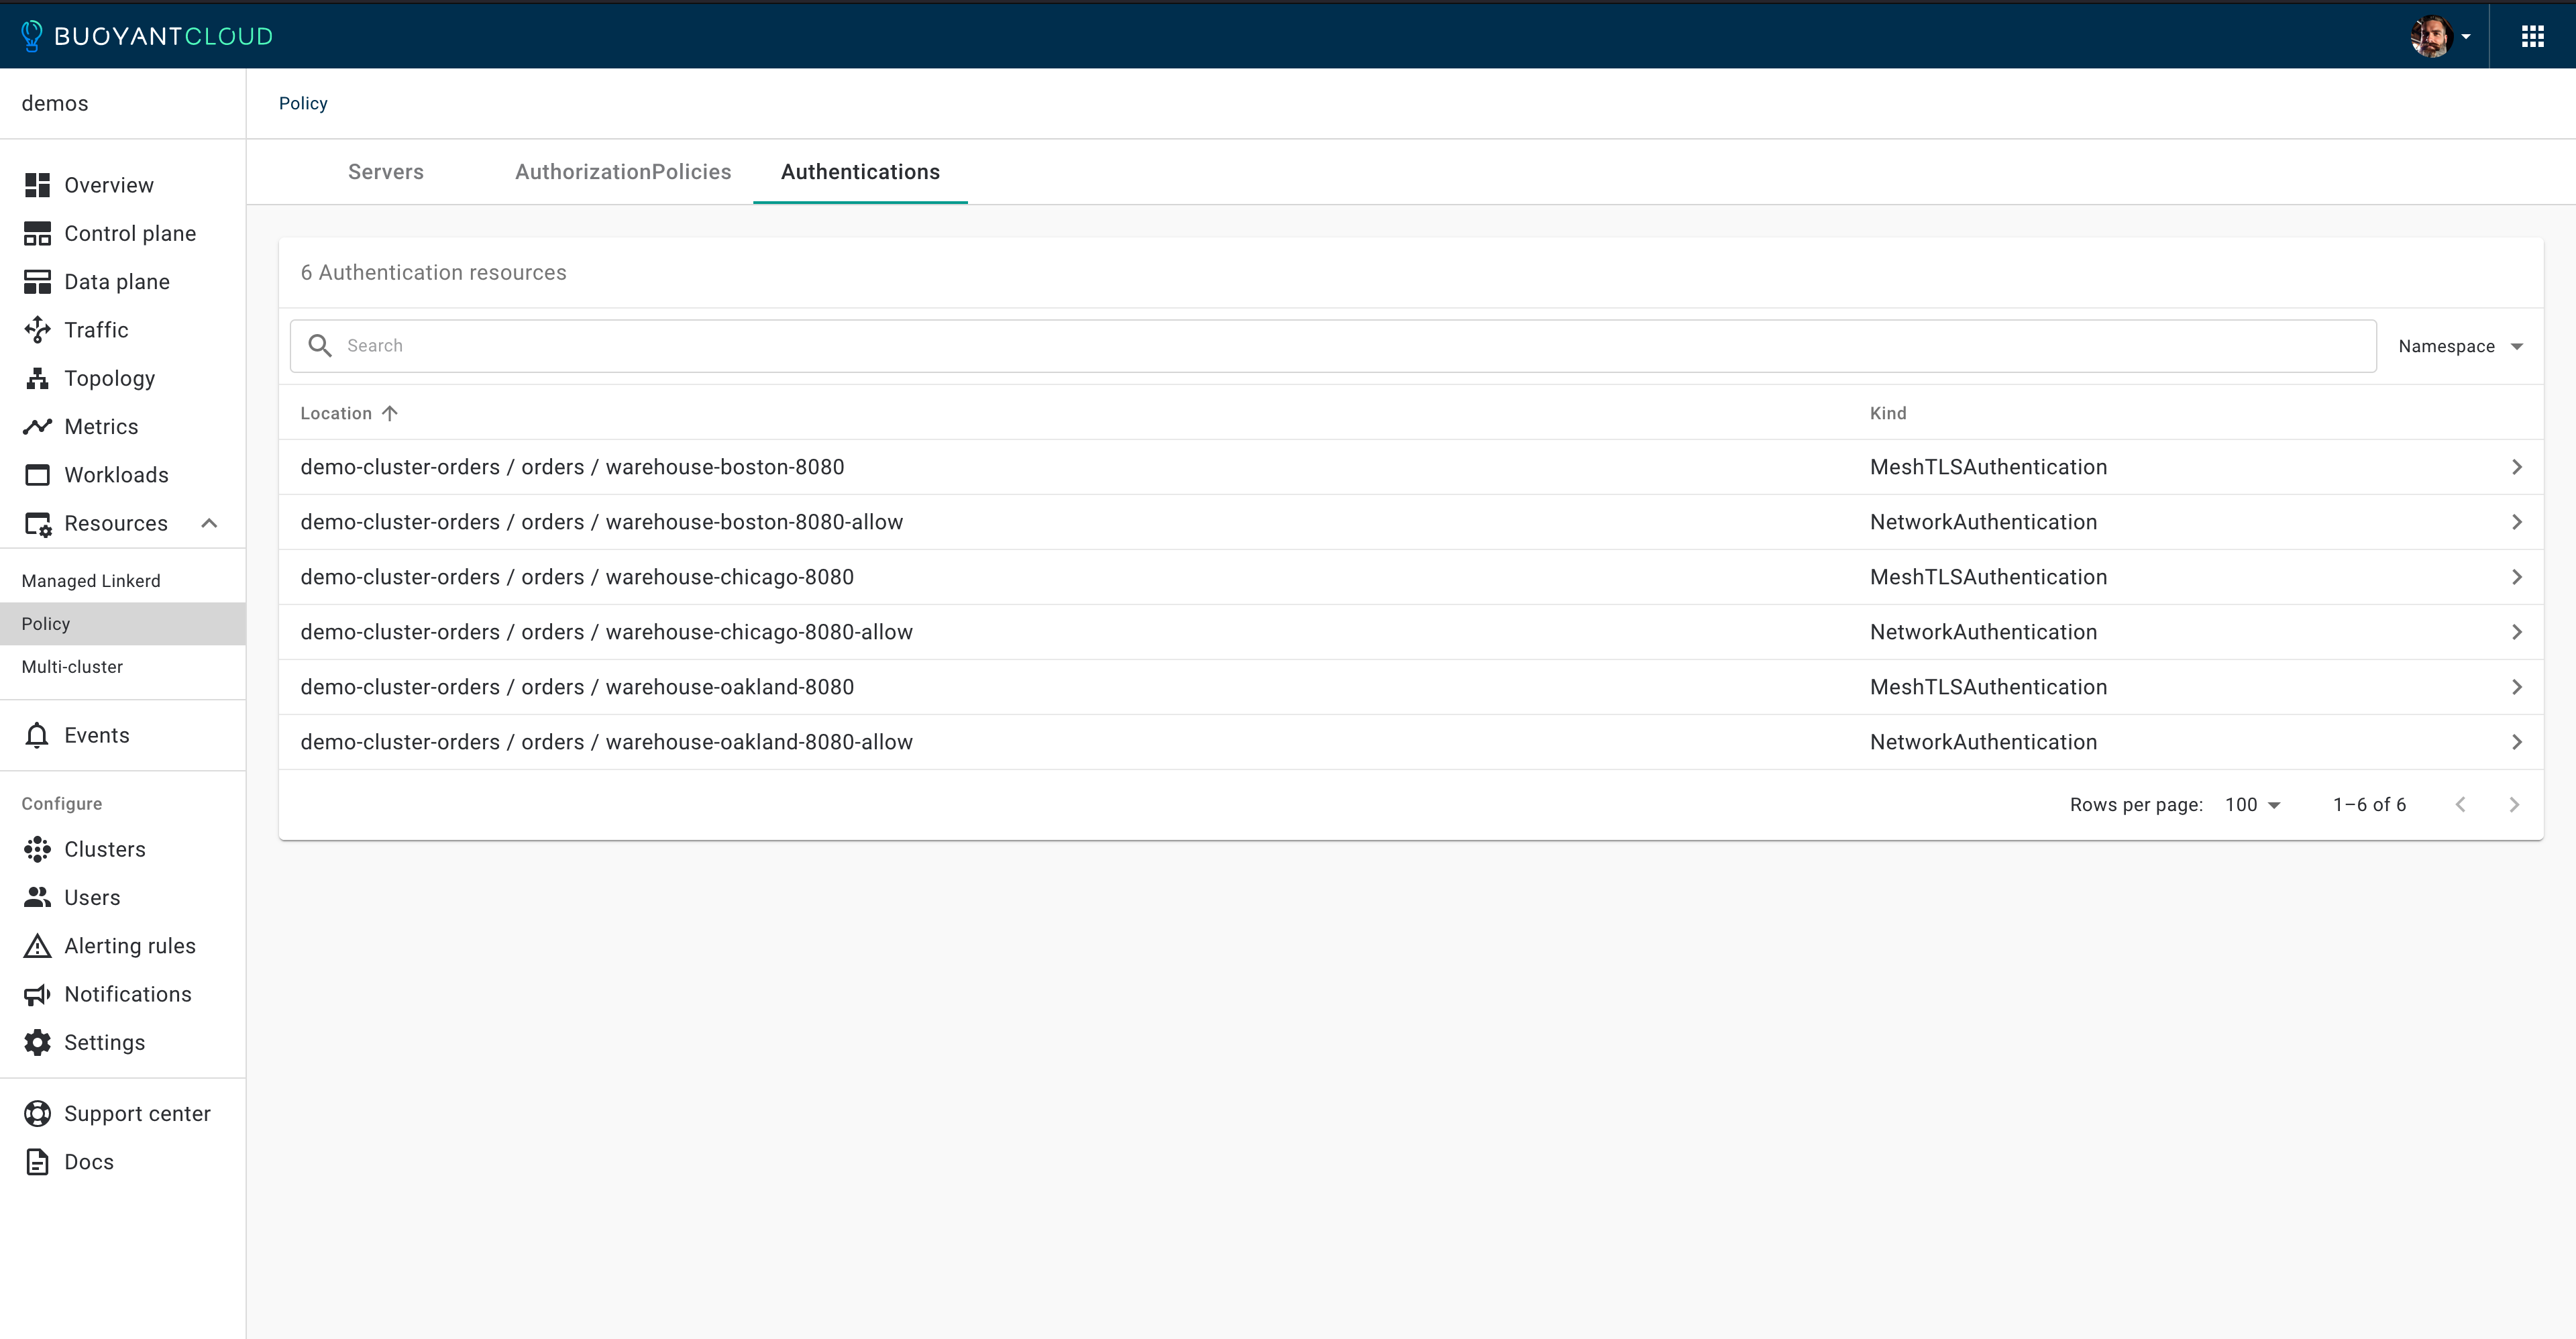 BUOYANTCLOUD
demos
Policy
Overview
Control plane
Data plane
Traffic
Topology
Metrics
Workloads
Resources
Managed Linkerd
Policy
Multi-cluster
Events
Configure
Clusters
Users
Alerting rules
Notifications
Settings
Support center
Docs
Servers AuthorizationPolicies Authentications
6 Authentication resources
Search Namespace
Location Kind
demo-cluster-orders / orders / warehouse-boston-8080 MeshTLSAuthentication
demo-cluster-orders / orders / warehouse-boston-8080-allow NetworkAuthentication
demo-cluster-orders / orders / warehouse-chicago-8080 MeshTLSAuthentication
demo-cluster-orders / orders / warehouse-chicago-8080-allow NetworkAuthentication
demo-cluster-orders / orders / warehouse-oakland-8080 MeshTLSAuthentication
demo-cluster-orders / orders / warehouse-oakland-8080-allow NetworkAuthentication
Rows per page: 100 1–6 of 6